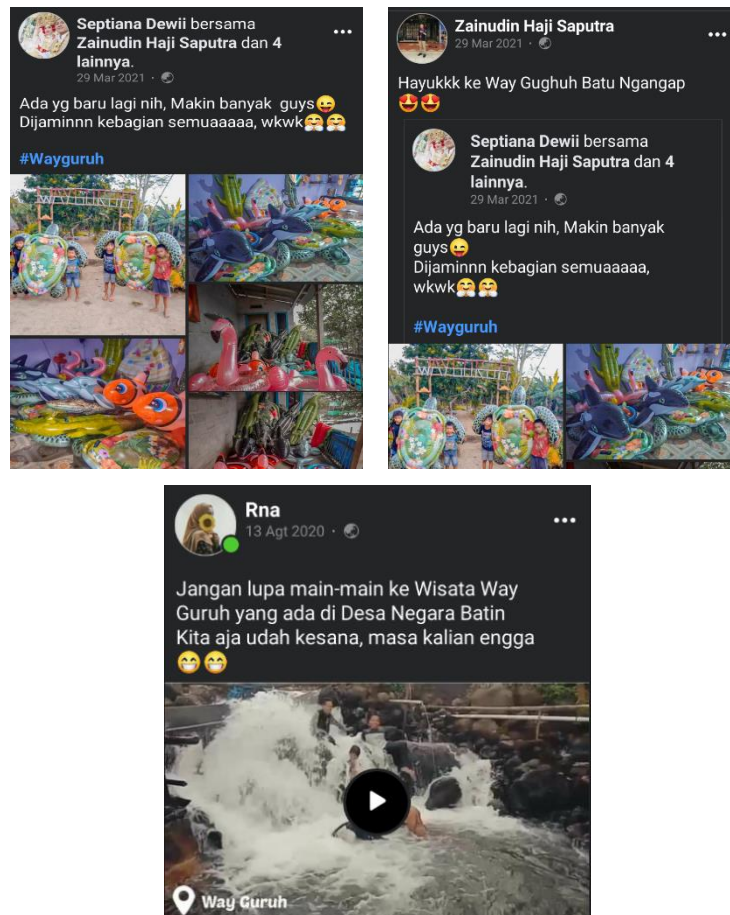 Septiana Dewii bersama
Zainudin Haji Saputra dan 4
lainnya.
29 Mar 2021 ·
Ada yg baru lagi nih, Makin banyak guys😜
Dijaminnn kebagian semuaaaaa, wkwk🤗🤗
#Wayguruh
Zainudin Haji Saputra
29 Mar 2021 ·
Hayukkk ke Way Gughuh Batu Ngangap
🤩🤩
Septiana Dewii bersama
Zainudin Haji Saputra dan 4
lainnya.
29 Mar 2021 ·
Ada yg baru lagi nih, Makin banyak
guys😜
Dijaminnn kebagian semuaaaaa,
wkwk🤗🤗
#Wayguruh
Rna
13 Agt 2020 ·
Jangan lupa main-main ke Wisata Way
Guruh yang ada di Desa Negara Batin
Kita aja udah kesana, masa kalian engga
😁😁
Way Guruh